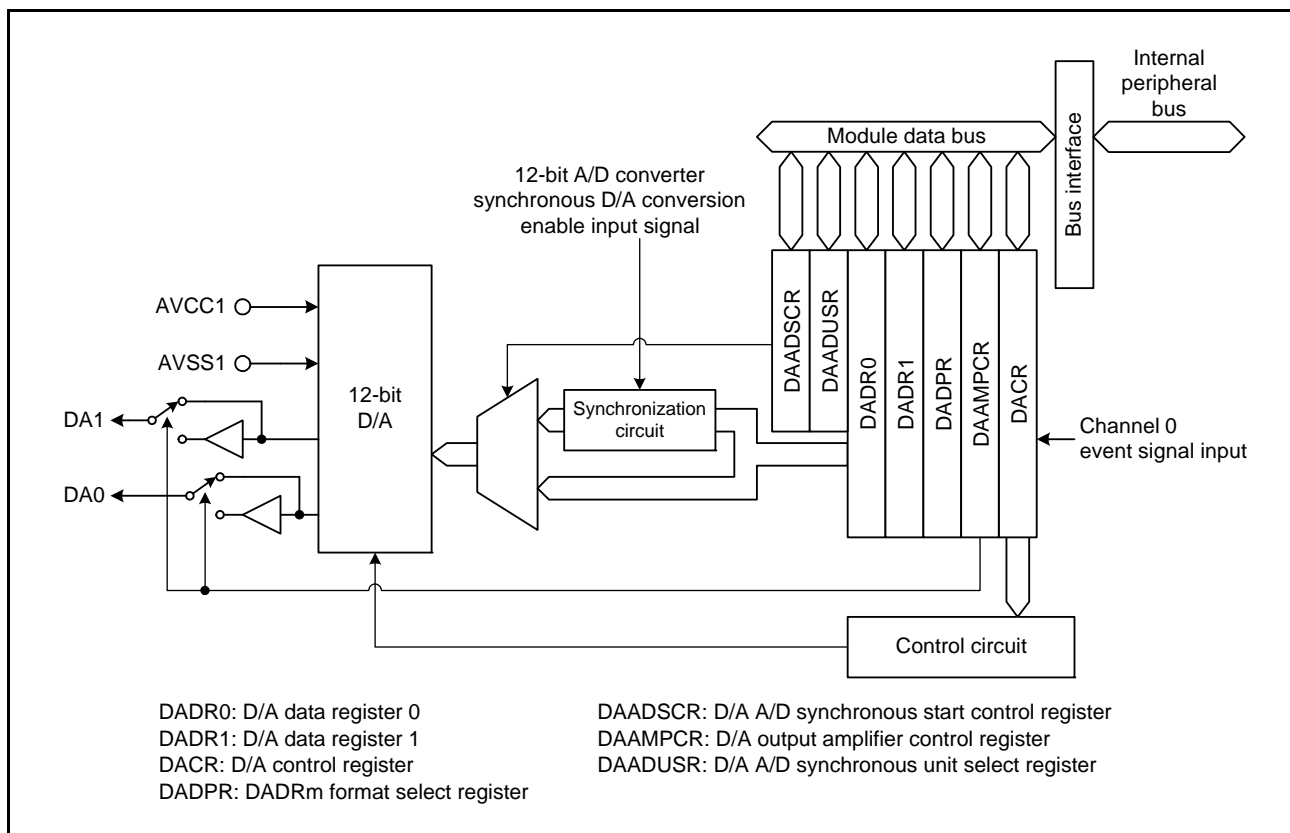 Internal
peripheral
bus
Module data bus
Bus interface
12-bit A/D converter
synchronous D/A conversion
enable input signal
DAADSCR
DAADUSR
DADR0
DADR1
DADPR
DAAMPCR
DACR
AVCC1
AVSS1
12-bit
D/A
Synchronization
circuit
DA1
DA0
Channel 0
event signal input
Control circuit
DADR0: D/A data register 0
DADR1: D/A data register 1
DACR: D/A control register
DADPR: DADRm format select register
DAADSCR: D/A A/D synchronous start control register
DAAMPCR: D/A output amplifier control register
DAADUSR: D/A A/D synchronous unit select register